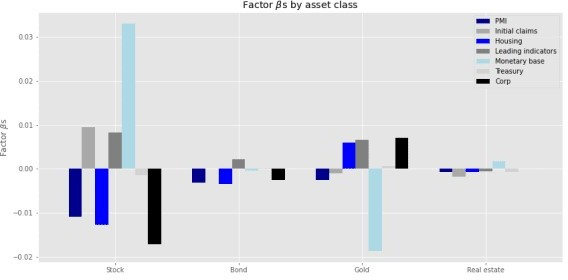 Factor βs by asset class
PMI
Initial claims
Housing
Leading indicators
Monetary base
Treasury
Corp
Factor βs
0.03
0.02
0.01
0.00
−0.01
−0.02
Stock
Bond
Gold
Real estate